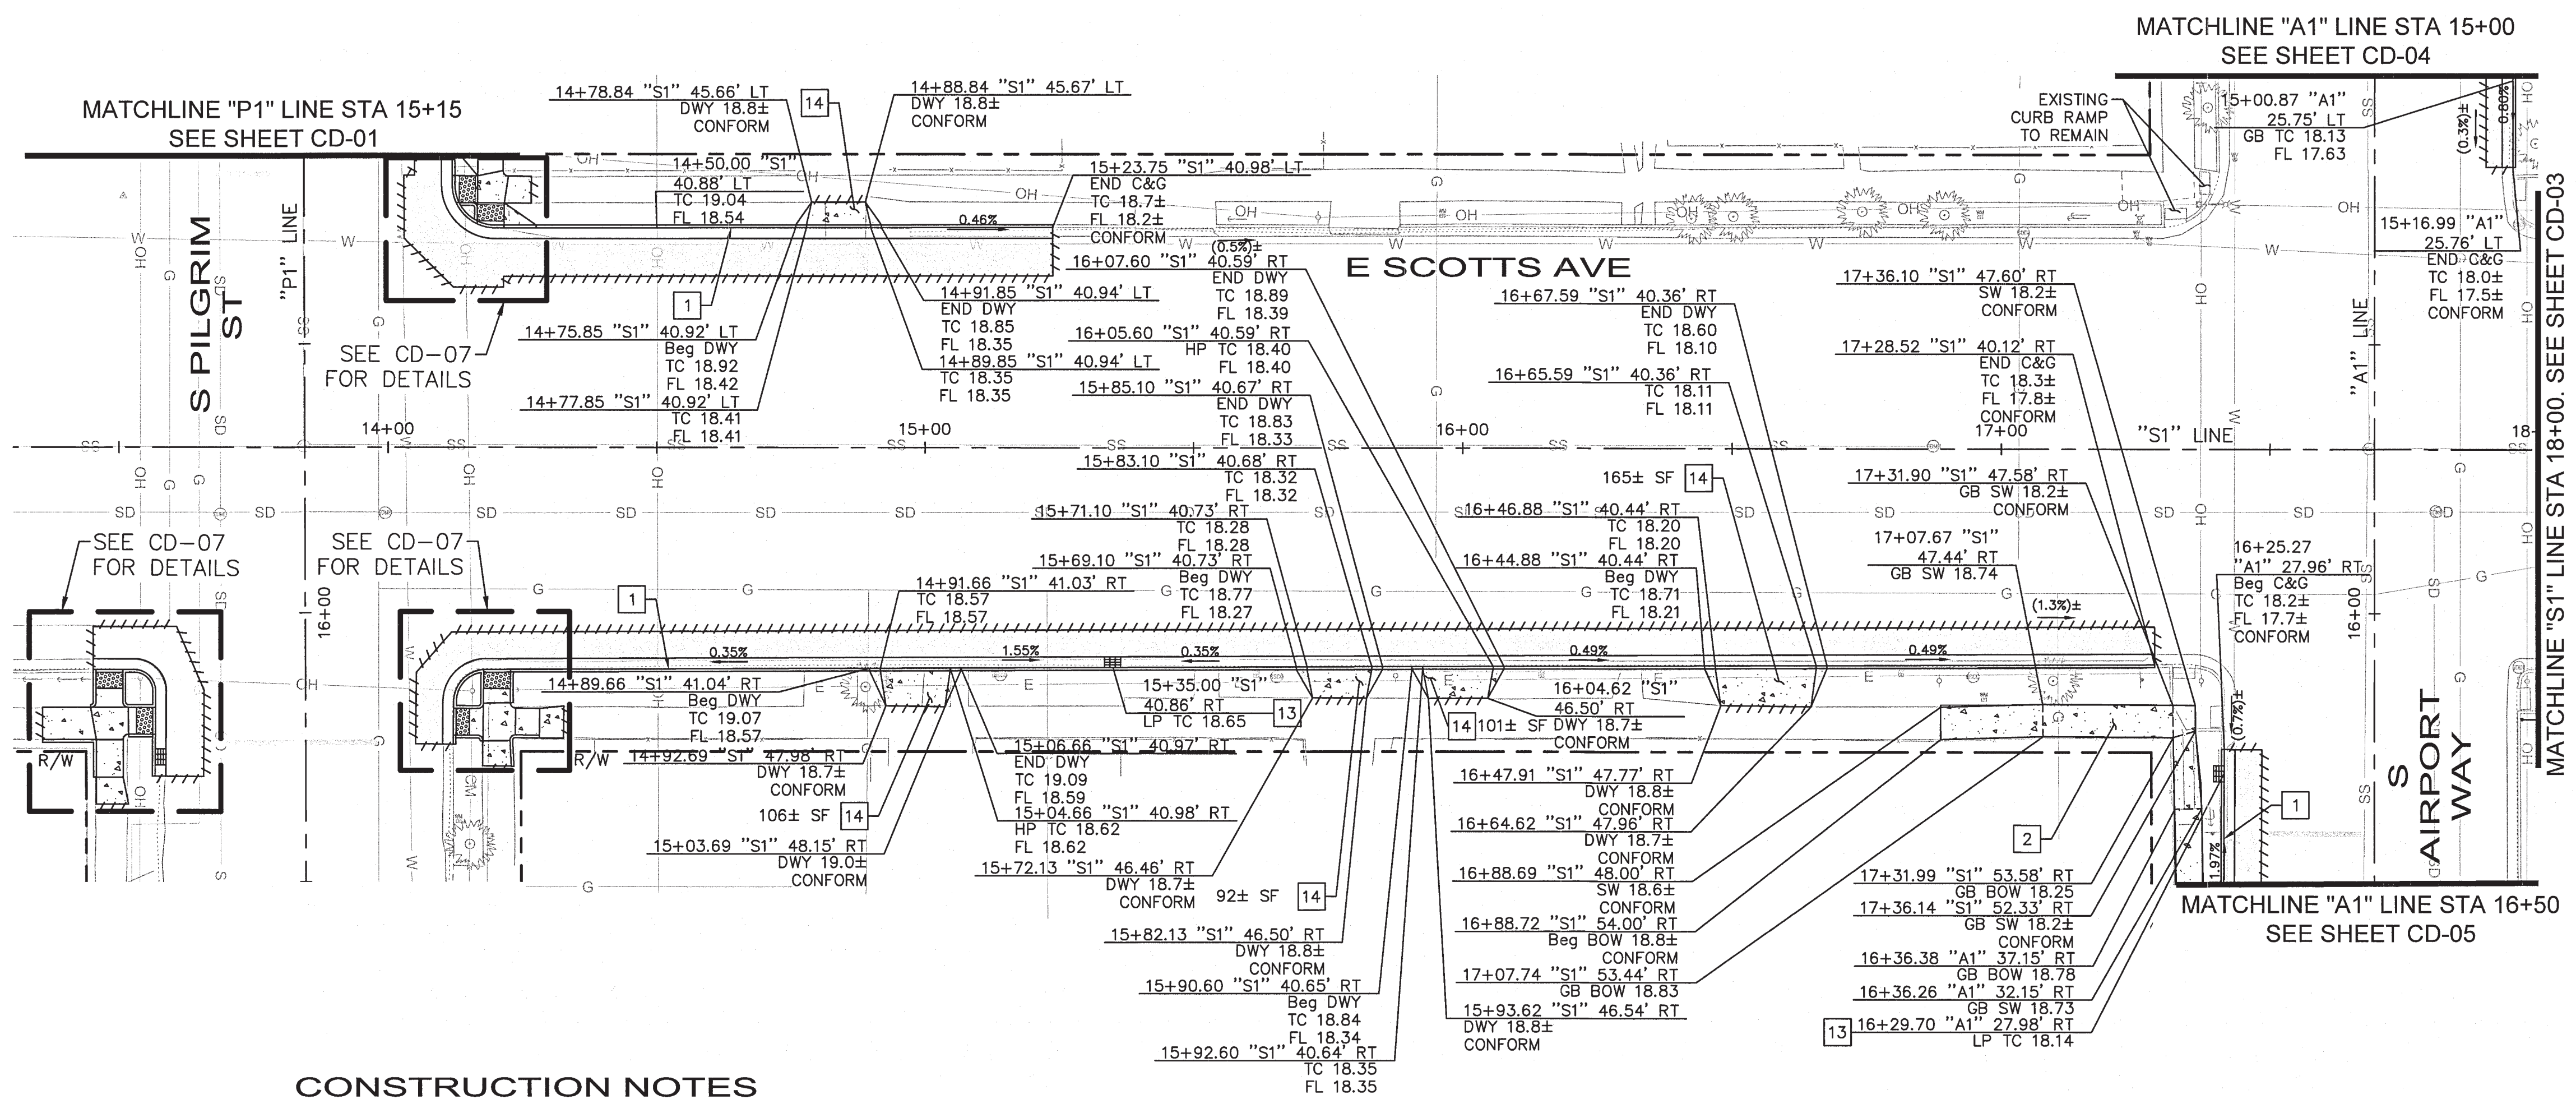 MATCHLINE "A1" LINE STA 15+00
SEE SHEET CD-04
MATCHLINE "P1" LINE STA 15+15
SEE SHEET CD-01
14+78.84 "S1" 45.66' LT
DWY 18.8±
CONFORM
14
14+88.84 "S1" 45.67' LT
DWY 18.8±
CONFORM
EXISTING
CURB RAMP
TO REMAIN
15+00.87 "A1"
25.75' LT
GB TC 18.13
FL 17.63
(0.3%)±
0.80%
14+50.00 "S1"
40.88' LT
TC 19.04
FL 18.54
15+23.75 "S1" 40.98' LT
END C&G
TC 18.7±
FL 18.2±
CONFORM
(0.5%)±
0.46%
15+16.99 "A1"
25.76' LT
END C&G
TC 18.0±
FL 17.5±
CONFORM
S PILGRIM
ST
"P1" LINE
E SCOTTS AVE
16+07.60 "S1" 40.59' RT
END DWY
TC 18.89
FL 18.39
17+36.10 "S1" 47.60' RT
SW 18.2±
CONFORM
1
14+91.85 "S1" 40.94' LT
END DWY
TC 18.85
FL 18.35
16+67.59 "S1" 40.36' RT
END DWY
TC 18.60
FL 18.10
14+75.85 "S1" 40.92' LT
Beg DWY
TC 18.92
FL 18.42
16+05.60 "S1" 40.59' RT
HP TC 18.40
FL 18.40
SEE CD-07
FOR DETAILS
14+89.85 "S1" 40.94' LT
TC 18.35
FL 18.35
17+28.52 "S1" 40.12' RT
END C&G
TC 18.3±
FL 17.8±
CONFORM
16+65.59 "S1" 40.36' RT
TC 18.11
FL 18.11
15+85.10 "S1" 40.67' RT
END DWY
TC 18.83
FL 18.33
14+77.85 "S1" 40.92' LT
TC 18.41
FL 18.41
"A1" LINE
14+00
15+00
16+00
17+00
"S1" LINE
18
15+83.10 "S1" 40.68' RT
TC 18.32
FL 18.32
165± SF
14
17+31.90 "S1" 47.58' RT
GB SW 18.2±
CONFORM
15+71.10 "S1" 40.73' RT
TC 18.28
FL 18.28
16+46.88 "S1" 40.44' RT
TC 18.20
FL 18.20
SEE CD-07
FOR DETAILS
SEE CD-07
FOR DETAILS
17+07.67 "S1"
47.44' RT
GB SW 18.74
16+25.27
"A1" 27.96' RT
Beg C&G
TC 18.2±
FL 17.7±
CONFORM
15+69.10 "S1" 40.73' RT
Beg DWY
TC 18.77
FL 18.27
16+44.88 "S1" 40.44' RT
Beg DWY
TC 18.71
FL 18.21
14+91.66 "S1" 41.03' RT
TC 18.57
FL 18.57
1
16+00
16+00
(1.3%)±
0.35%
1.55%
0.35%
0.49%
0.49%
14+89.66 "S1" 41.04' RT
Beg DWY
TC 19.07
FL 18.57
15+35.00 "S1"
40.86' RT
LP TC 18.65
13
16+04.62 "S1"
46.50' RT
DWY 18.7±
CONFORM
14
101± SF
(0.7%)±
R/W
R/W
14+92.69 "S1" 47.98' RT
DWY 18.7±
CONFORM
15+06.66 "S1" 40.97' RT
END DWY
TC 19.09
FL 18.59
16+47.91 "S1" 47.77' RT
DWY 18.8±
CONFORM
106± SF
14
15+04.66 "S1" 40.98' RT
HP TC 18.62
FL 18.62
16+64.62 "S1" 47.96' RT
DWY 18.7±
CONFORM
2
1
1.97%
S
AIRPORT
WAY
15+03.69 "S1" 48.15' RT
DWY 19.0±
CONFORM
15+72.13 "S1" 46.46' RT
DWY 18.7±
CONFORM
92± SF
14
16+88.69 "S1" 48.00' RT
SW 18.6±
CONFORM
17+31.99 "S1" 53.58' RT
GB BOW 18.25
17+36.14 "S1" 52.33' RT
GB SW 18.2±
CONFORM
16+88.72 "S1" 54.00' RT
Beg BOW 18.8±
CONFORM
15+82.13 "S1" 46.50' RT
DWY 18.8±
CONFORM
16+36.38 "A1" 37.15' RT
GB BOW 18.78
17+07.74 "S1" 53.44' RT
GB BOW 18.83
15+90.60 "S1" 40.65' RT
Beg DWY
TC 18.84
FL 18.34
16+36.26 "A1" 32.15' RT
GB SW 18.73
15+93.62 "S1" 46.54' RT
DWY 18.8±
CONFORM
13
16+29.70 "A1" 27.98' RT
LP TC 18.14
15+92.60 "S1" 40.64' RT
TC 18.35
FL 18.35
MATCHLINE "A1" LINE STA 16+50
SEE SHEET CD-05
MATCHLINE "S1" LINE STA 18+00. SEE SHEET CD-03
CONSTRUCTION NOTES